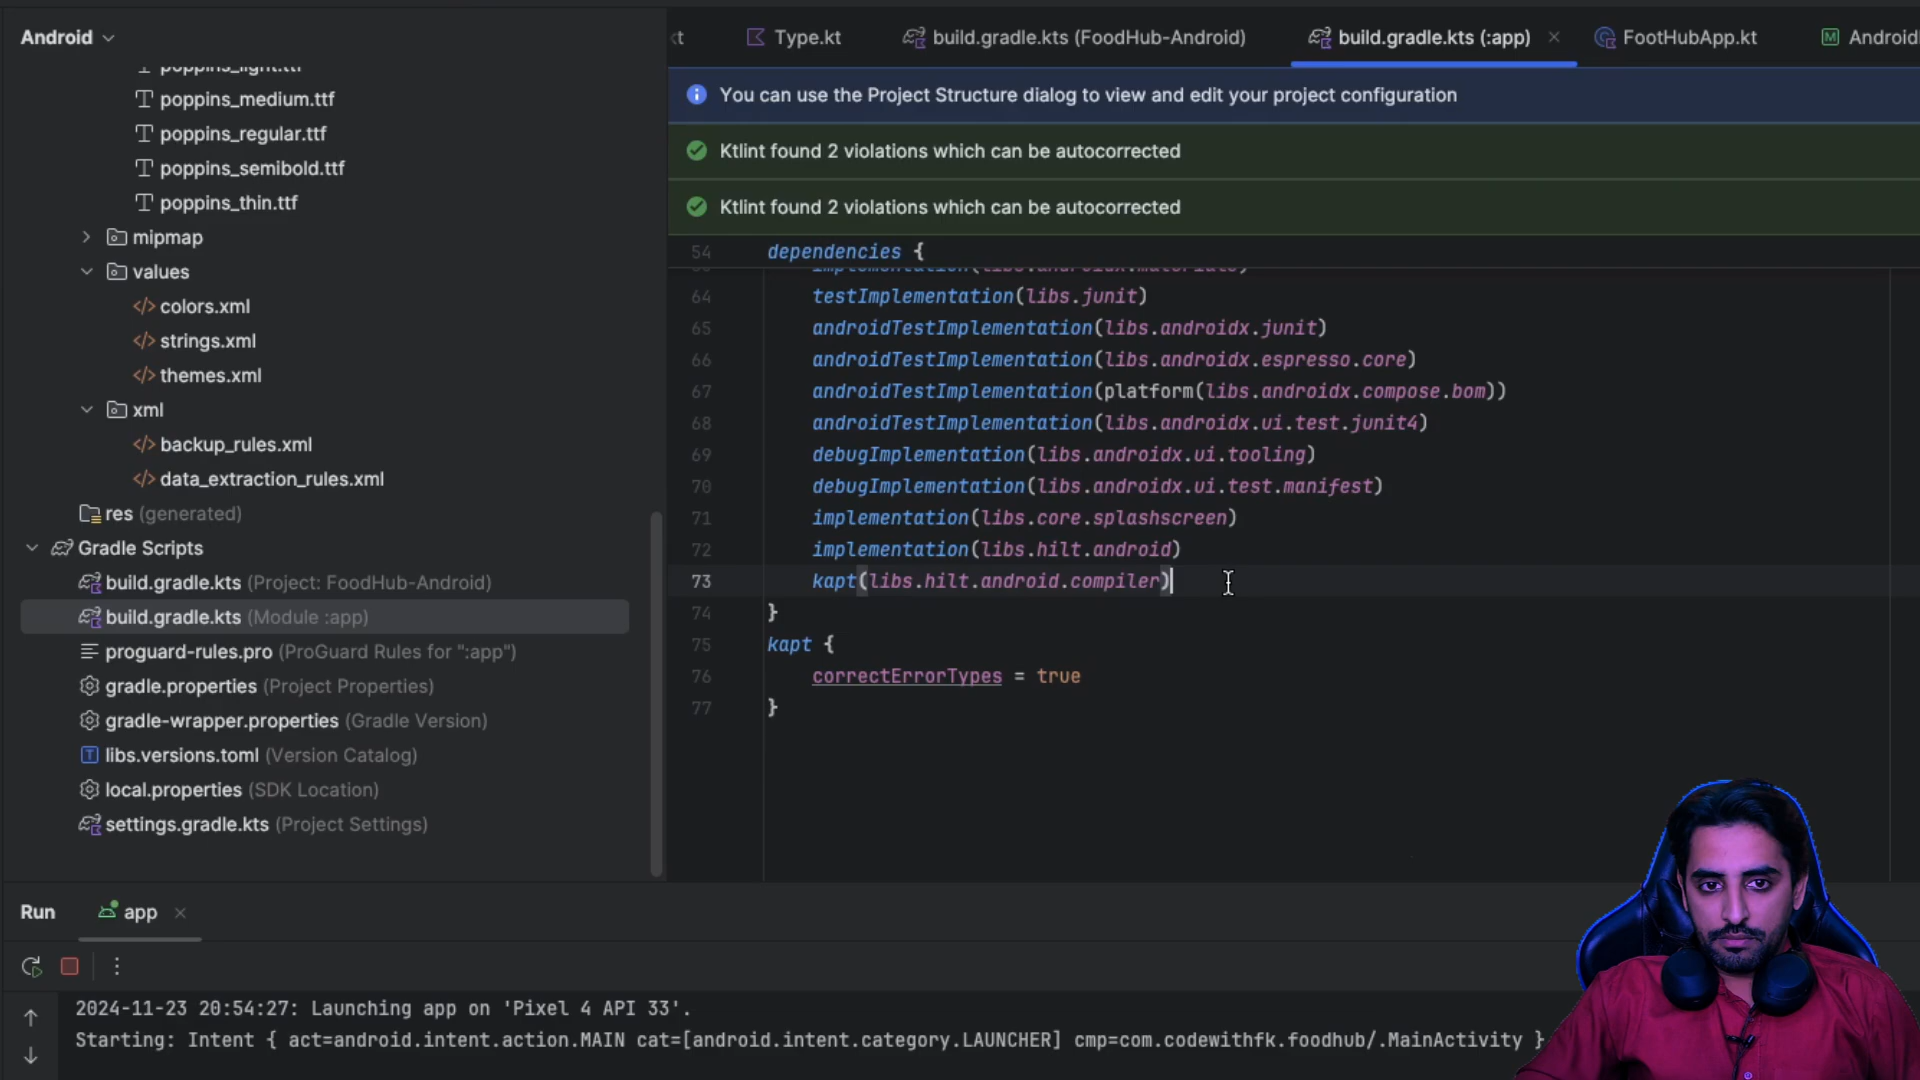 Android
kt
Type.kt
build.gradle.kts (FoodHub-Android)
build.gradle.kts (:app)
FootHubApp.kt
Android
poppins_light.ttf
poppins_medium.ttf
poppins_regular.ttf
poppins_semibold.ttf
poppins_thin.ttf
mipmap
values
colors.xml
strings.xml
themes.xml
xml
backup_rules.xml
data_extraction_rules.xml
res (generated)
Gradle Scripts
build.gradle.kts (Project: FoodHub-Android)
build.gradle.kts (Module :app)
proguard-rules.pro (ProGuard Rules for ":app")
gradle.properties (Project Properties)
gradle-wrapper.properties (Gradle Version)
libs.versions.toml (Version Catalog)
local.properties (SDK Location)
settings.gradle.kts (Project Settings)
You can use the Project Structure dialog to view and edit your project configuration
Ktlint found 2 violations which can be autocorrected
Ktlint found 2 violations which can be autocorrected
54 dependencies {
implementation(libs.androidx.material3)
64 testImplementation(libs.junit)
65 androidTestImplementation(libs.androidx.junit)
66 androidTestImplementation(libs.androidx.espresso.core)
67 androidTestImplementation(platform(libs.androidx.compose.bom))
68 androidTestImplementation(libs.androidx.ui.test.junit4)
69 debugImplementation(libs.androidx.ui.tooling)
70 debugImplementation(libs.androidx.ui.test.manifest)
71 implementation(libs.core.splashscreen)
72 implementation(libs.hilt.android)
73 kapt(libs.hilt.android.compiler)
74 }
75 kapt {
76 correctErrorTypes = true
77 }
Run
app
2024-11-23 20:54:27: Launching app on 'Pixel 4 API 33'.
Starting: Intent { act=android.intent.action.MAIN cat=[android.intent.category.LAUNCHER] cmp=com.codewithfk.foodhub/.MainActivity }